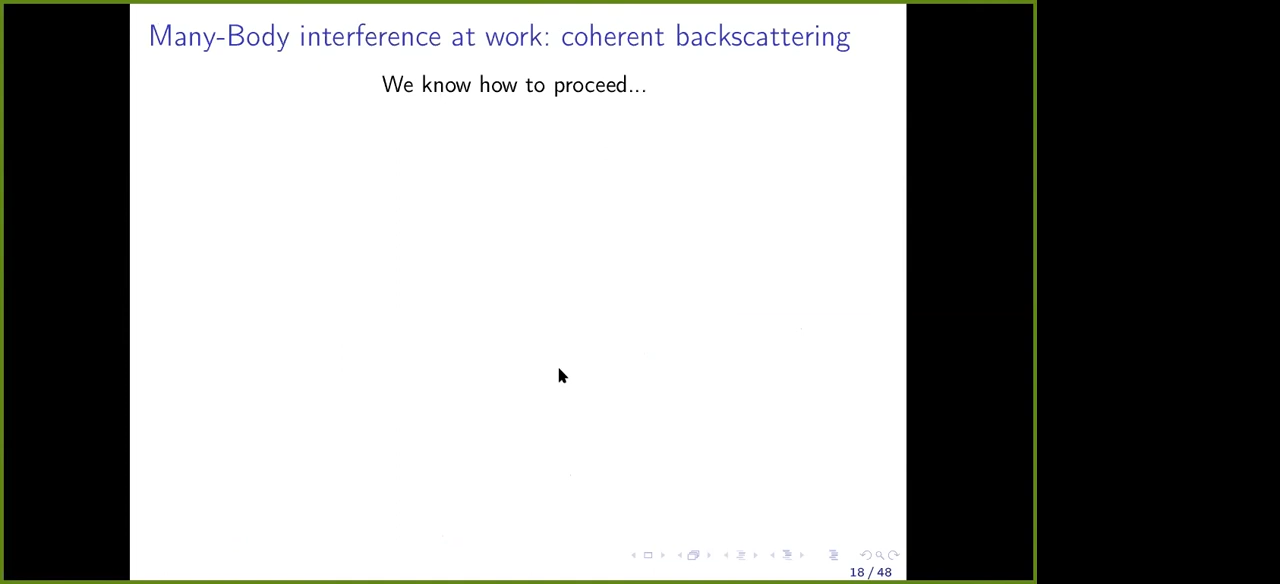 Many-Body interference at work: coherent backscattering
We know how to proceed...
18 / 48